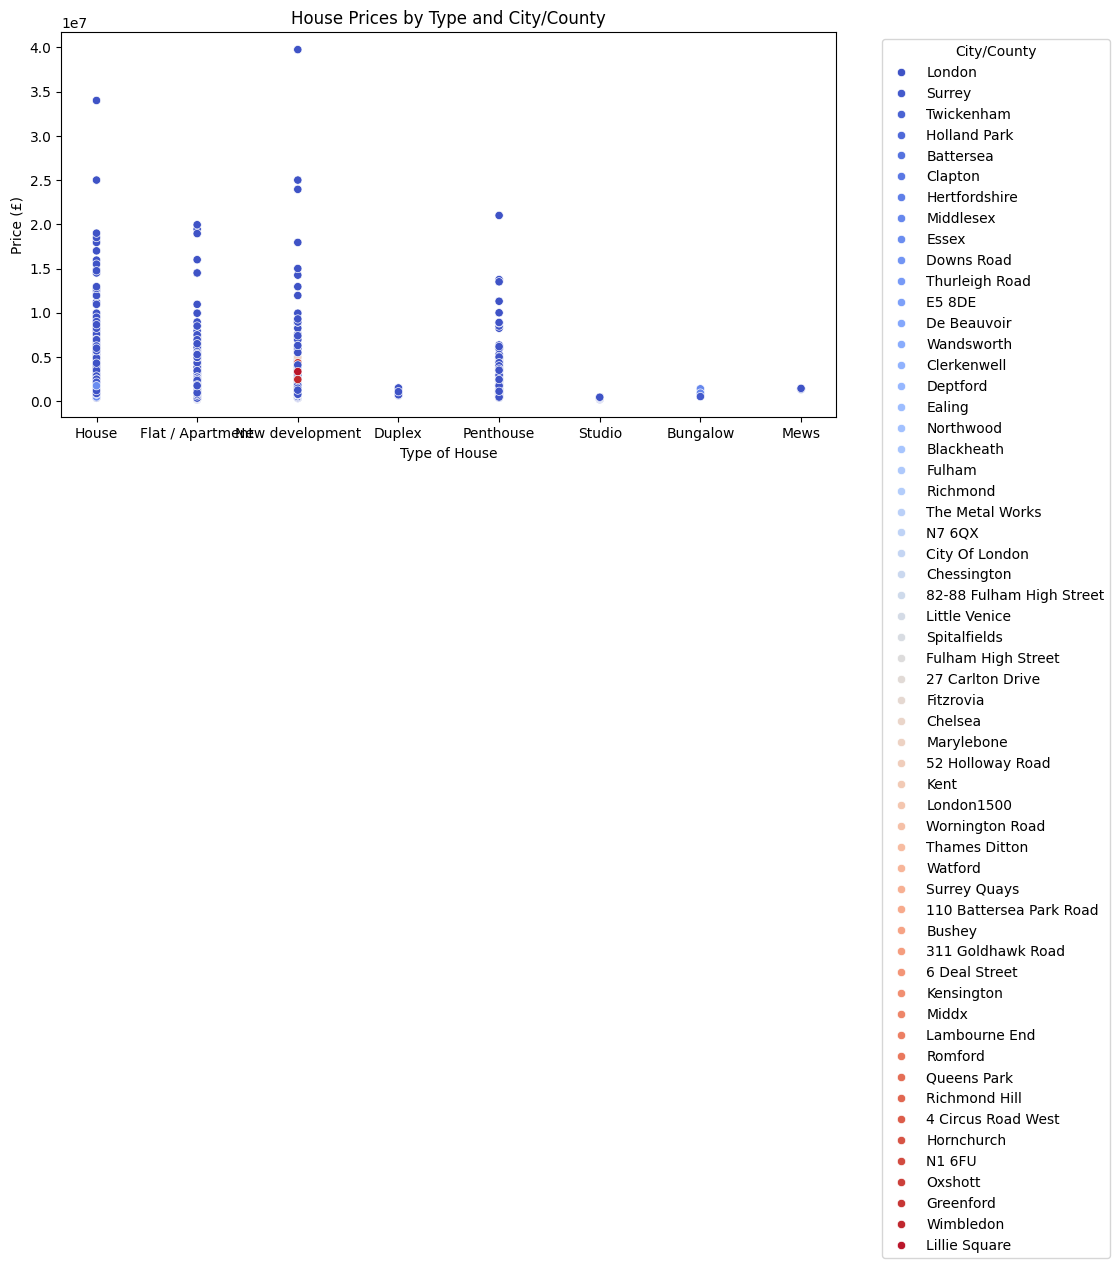 House Prices by Type and City/County
1e7
4.0
3.5
3.0
2.5
2.0
1.5
1.0
0.5
0.0
Price (£)
House Flat / Apartment New development Duplex Penthouse Studio Bungalow Mews
Type of House
City/County
London
Surrey
Twickenham
Holland Park
Battersea
Clapton
Hertfordshire
Middlesex
Essex
Downs Road
Thurleigh Road
E5 8DE
De Beauvoir
Wandsworth
Clerkenwell
Deptford
Ealing
Northwood
Blackheath
Fulham
Richmond
The Metal Works
N7 6QX
City Of London
Chessington
82-88 Fulham High Street
Little Venice
Spitalfields
Fulham High Street
27 Carlton Drive
Fitzrovia
Chelsea
Marylebone
52 Holloway Road
Kent
London1500
Wornington Road
Thames Ditton
Watford
Surrey Quays
110 Battersea Park Road
Bushey
311 Goldhawk Road
6 Deal Street
Kensington
Middx
Lambourne End
Romford
Queens Park
Richmond Hill
4 Circus Road West
Hornchurch
N1 6FU
Oxshott
Greenford
Wimbledon
Lillie Square